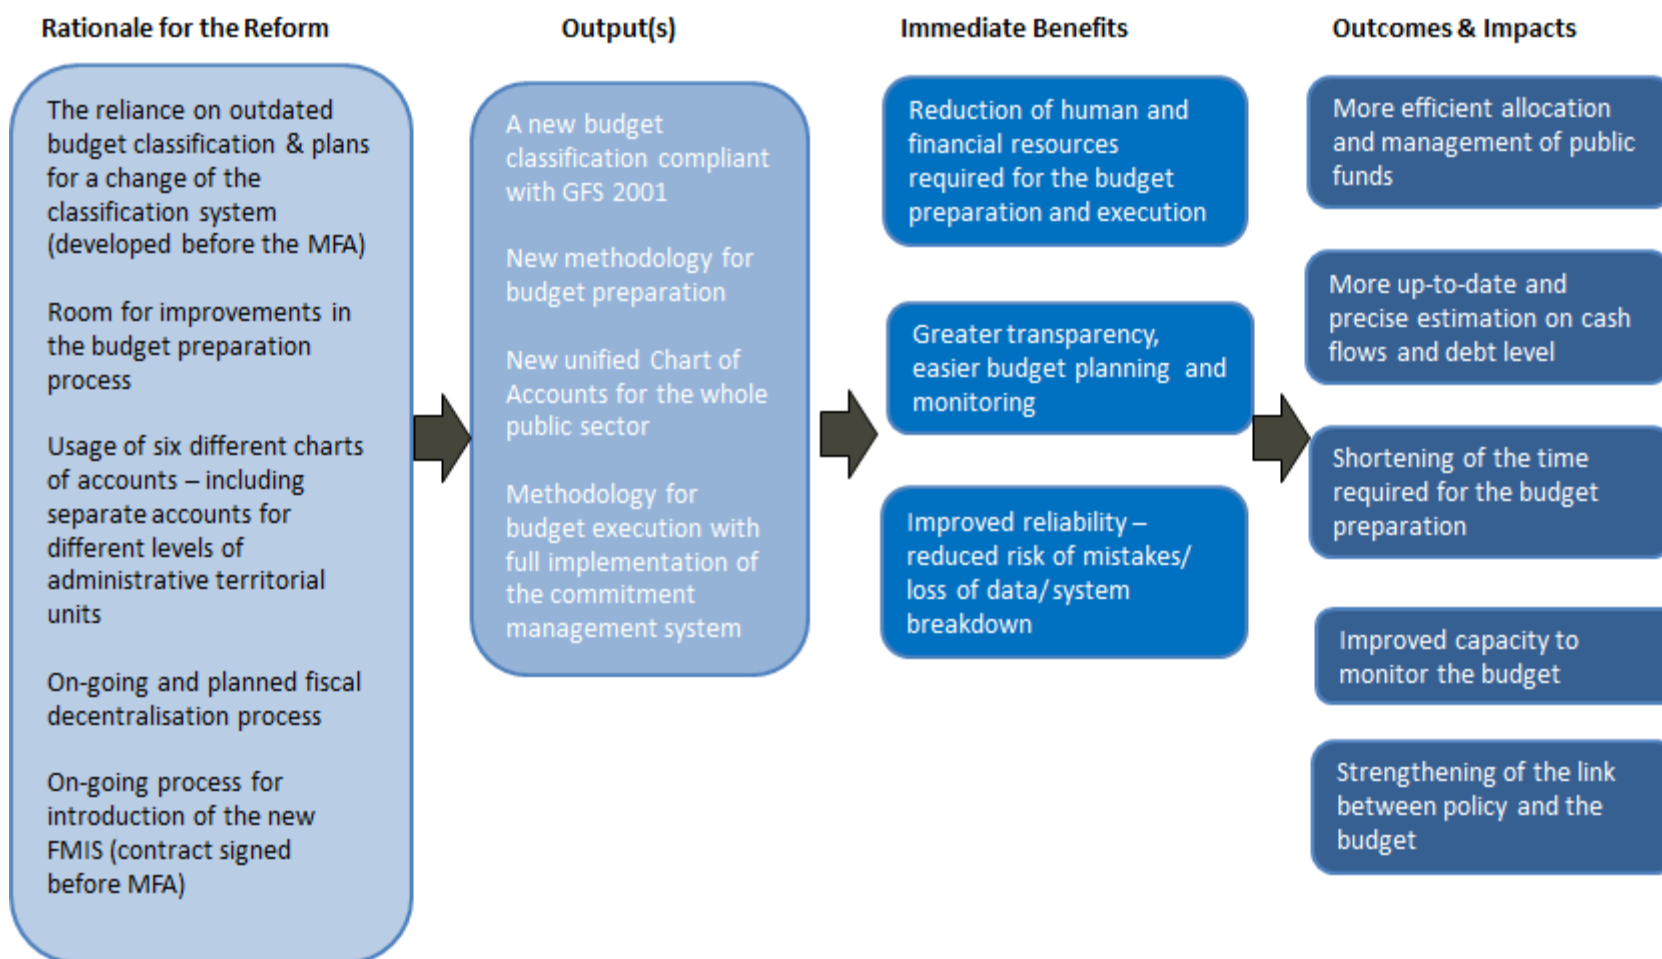 Rationale for the Reform
The reliance on outdated
budget classification & plans
for a change of the
classification system
(developed before the MFA)
Room for improvements in
the budget preparation
process
Usage of six different charts
of accounts – including
separate accounts for
different levels of
administrative territorial
units
On-going and planned fiscal
decentralisation process
On-going process for
introduction of the new
FMIS (contract signed
before MFA)
Output(s)
A new budget
classification compliant
with GFS 2001
New methodology for
budget preparation
New unified Chart of
Accounts for the whole
public sector
Methodology for
budget execution with
full implementation of
the commitment
management system
Immediate Benefits
Reduction of human and
financial resources
required for the budget
preparation and execution
Greater transparency,
easier budget planning and
monitoring
Improved reliability –
reduced risk of mistakes/
loss of data/ system
breakdown
Outcomes & Impacts
More efficient allocation
and management of public
funds
More up-to-date and
precise estimation on cash
flows and debt level
Shortening of the time
required for the budget
preparation
Improved capacity to
monitor the budget
Strengthening of the link
between policy and the
budget